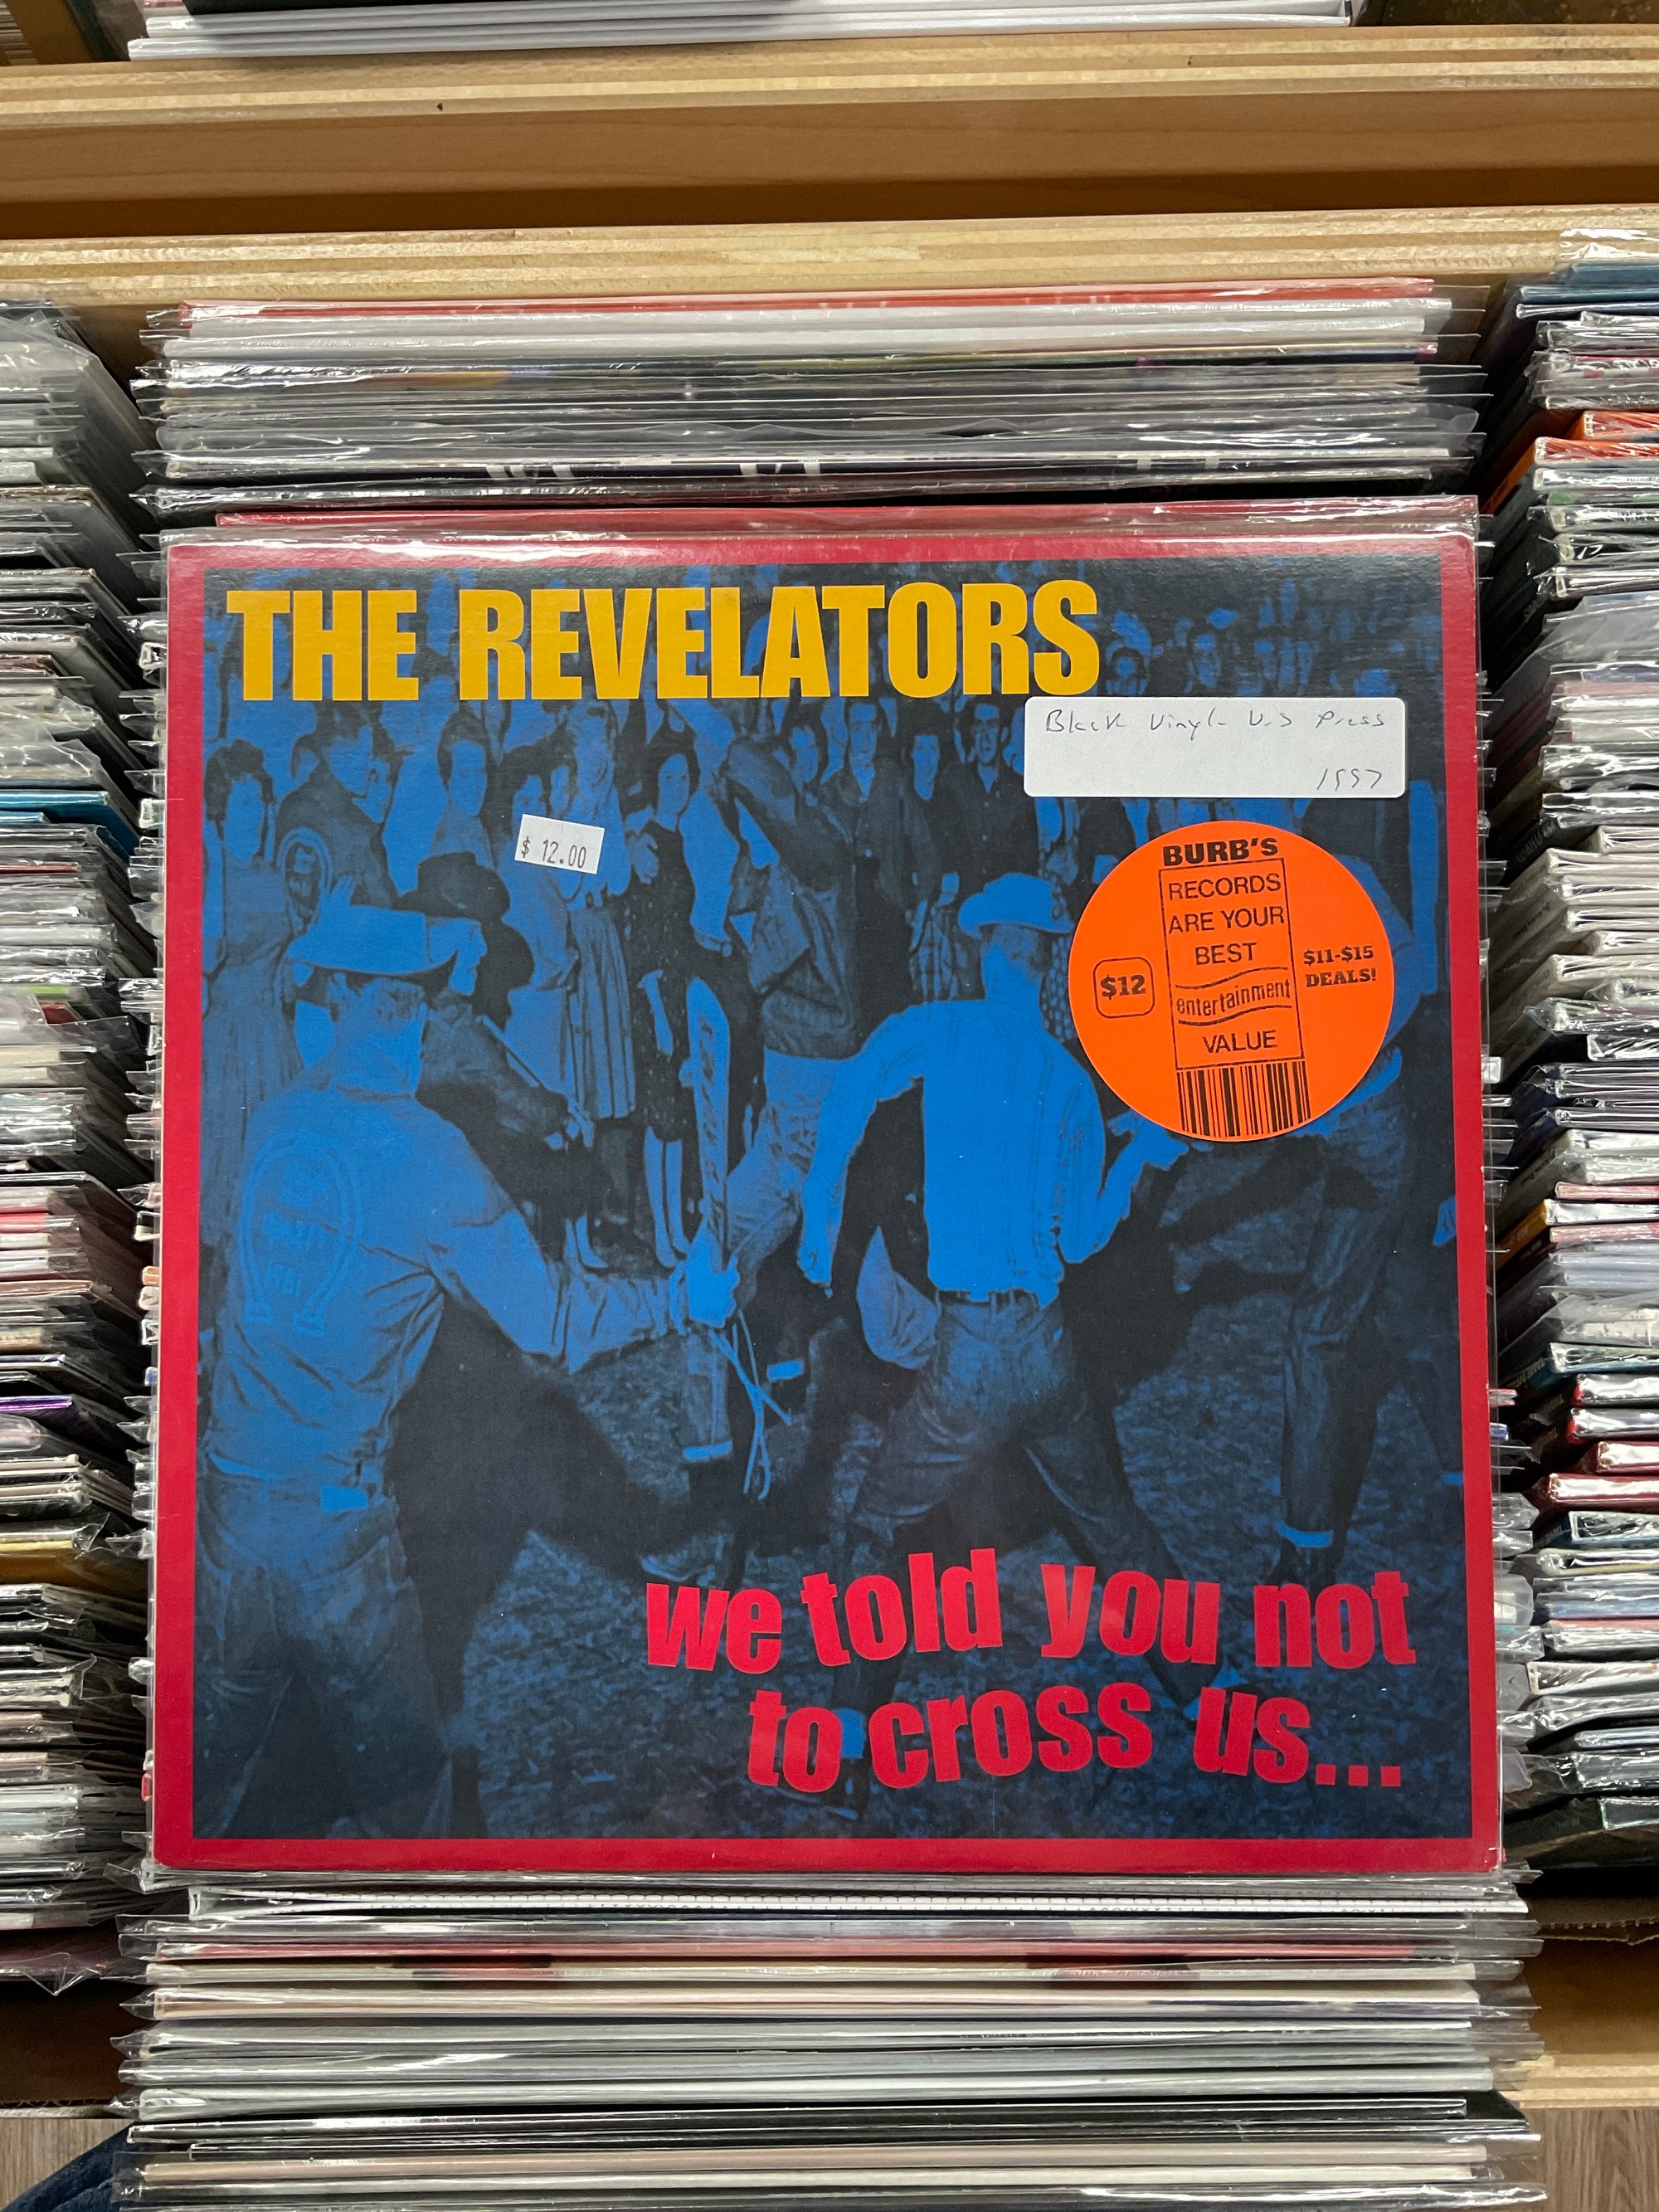 THE REVELATORS
Black Vinyl - U.S Press
1997
$ 12.00
BURB'S
RECORDS
ARE YOUR
BEST
entertainment
VALUE
$12
$11-$15
DEALS!
we told you not
to cross us...